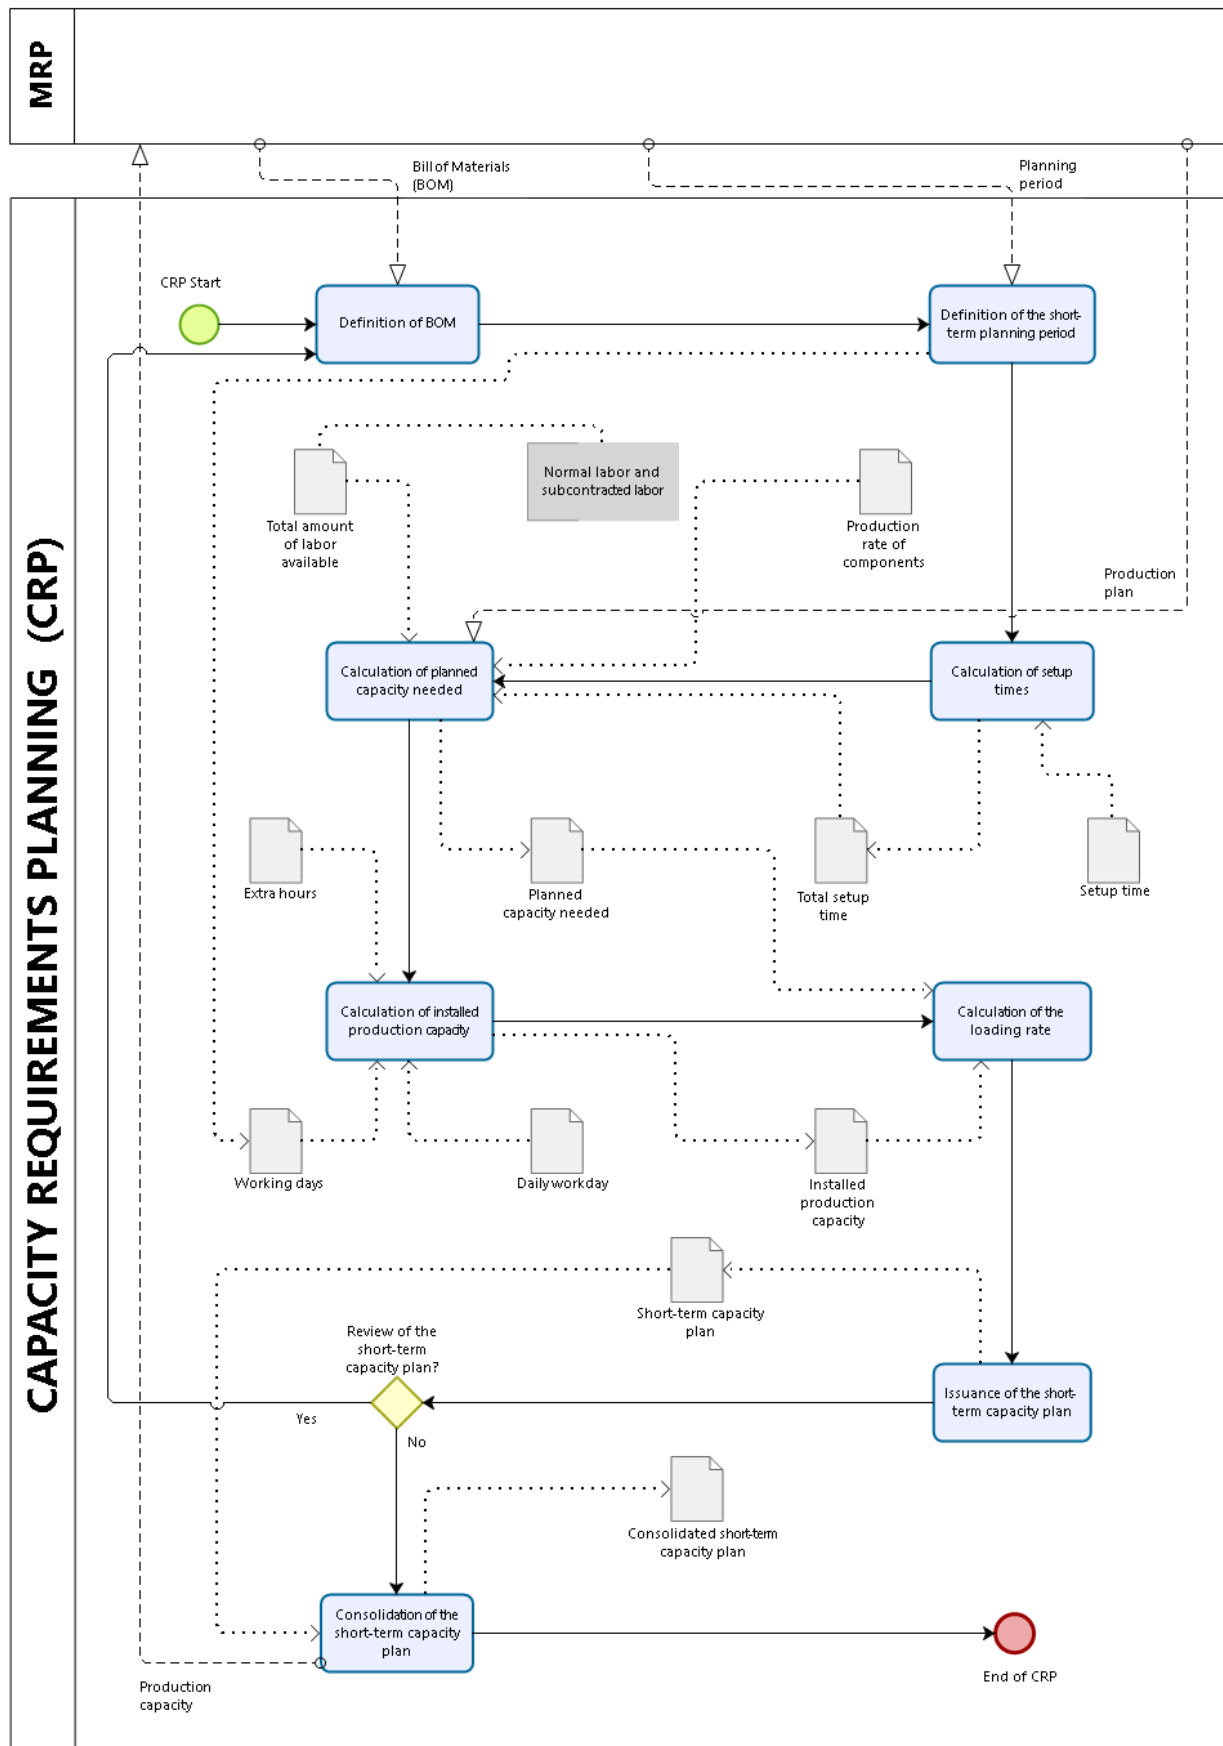 MRP
Bill of Materials
(BOM)
Planning
period
CAPACITY REQUIREMENTS PLANNING (CRP)
CRP Start
Definition of BOM
Definition of the short-
term planning period
Normal labor and
subcontracted labor
Total amount
of labor
available
Production
rate of
components
Production
plan
Calculation of planned
capacity needed
Calculation of setup
times
Extra hours
Planned
capacity needed
Total setup
time
Setup time
Calculation of installed
production capacity
Calculation of the
loading rate
Working days
Daily workday
Installed
production
capacity
Short-term capacity
plan
Review of the
short-term
capacity plan?
Yes
No
Issuance of the short-
term capacity plan
Consolidated short-term
capacity plan
Consolidation of the
short-term capacity
plan
End of CRP
Production
capacity